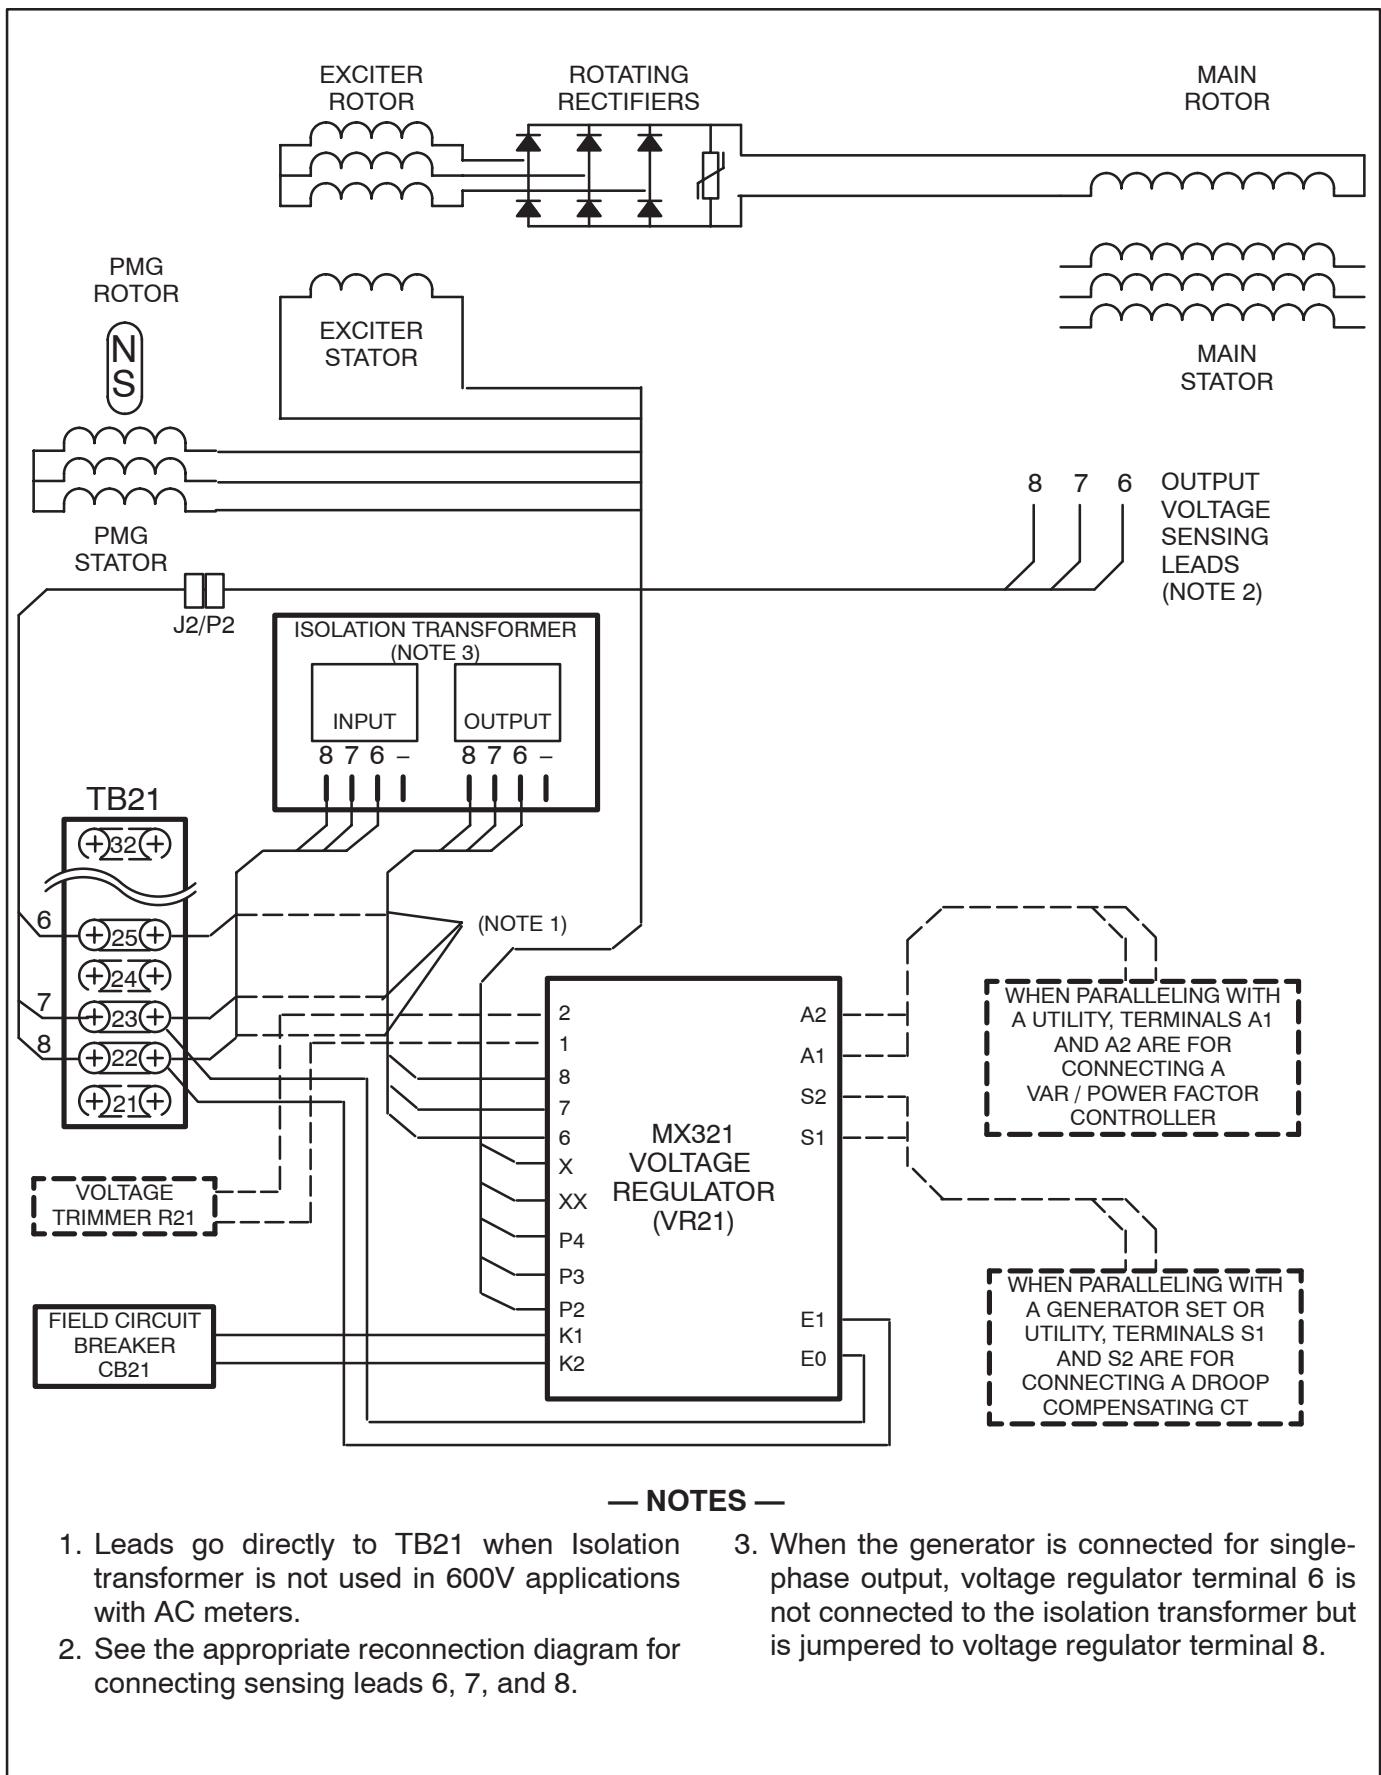 EXCITER
ROTOR
ROTATING
RECTIFIERS
MAIN
ROTOR
PMG
ROTOR
N
S
EXCITER
STATOR
MAIN
STATOR
PMG
STATOR
8 7 6
OUTPUT
VOLTAGE
SENSING
LEADS
(NOTE 2)
J2/P2
ISOLATION TRANSFORMER
(NOTE 3)
INPUT
OUTPUT
8 7 6 –
8 7 6 –
TB21
32
6
25
24
7
23
8
22
21
(NOTE 1)
2
1
8
7
6
X
XX
P4
P3
P2
K1
K2
MX321
VOLTAGE
REGULATOR
(VR21)
A2
A1
S2
S1
E1
E0
WHEN PARALLELING WITH
A UTILITY, TERMINALS A1
AND A2 ARE FOR
CONNECTING A
VAR / POWER FACTOR
CONTROLLER
VOLTAGE
TRIMMER R21
FIELD CIRCUIT
BREAKER
CB21
WHEN PARALLELING WITH
A GENERATOR SET OR
UTILITY, TERMINALS S1
AND S2 ARE FOR
CONNECTING A DROOP
COMPENSATING CT
— NOTES —
1. Leads go directly to TB21 when Isolation
transformer is not used in 600V applications
with AC meters.
2. See the appropriate reconnection diagram for
connecting sensing leads 6, 7, and 8.
3. When the generator is connected for single-
phase output, voltage regulator terminal 6 is
not connected to the isolation transformer but
is jumpered to voltage regulator terminal 8.